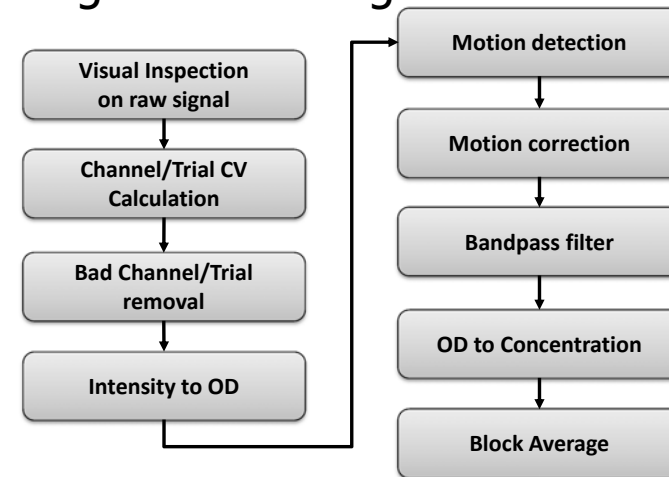 Visual Inspection
on raw signal
Channel/Trial CV
Calculation
Bad Channel/Trial
removal
Intensity to OD
Motion detection
Motion correction
Bandpass filter
OD to Concentration
Block Average